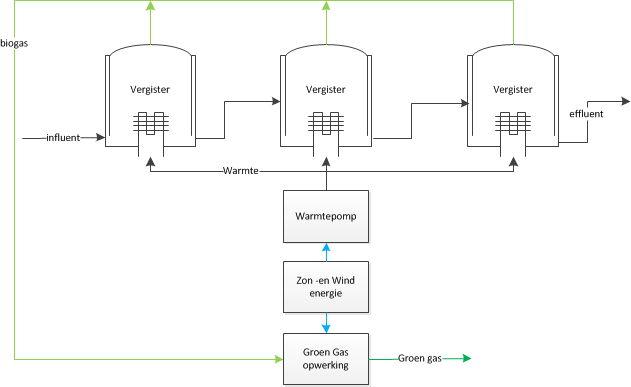 biogas
Vergister
Vergister
Vergister
influent
effluent
Warmte
Warmtepomp
Zon -en Wind
energie
Groen Gas
opwerking
Groen gas